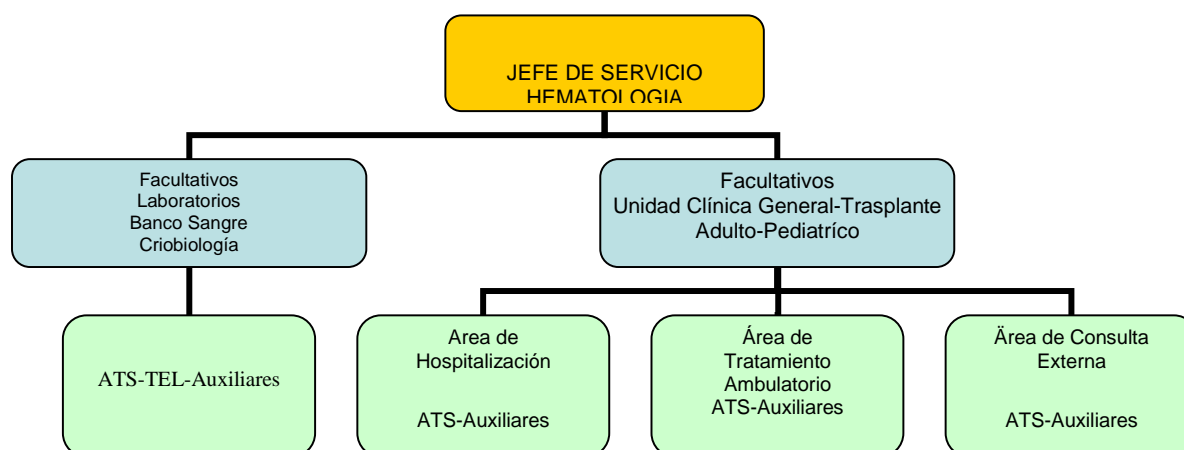 JEFE DE SERVICIO
HEMATOLOGIA
Facultativos
Laboratorios
Banco Sangre
Criobiología
Facultativos
Unidad Clínica General-Trasplante
Adulto-Pediatríco
ATS-TEL-Auxiliares
Area de
Hospitalización
ATS-Auxiliares
Área de
Tratamiento
Ambulatorio
ATS-Auxiliares
Ärea de Consulta
Externa
ATS-Auxiliares